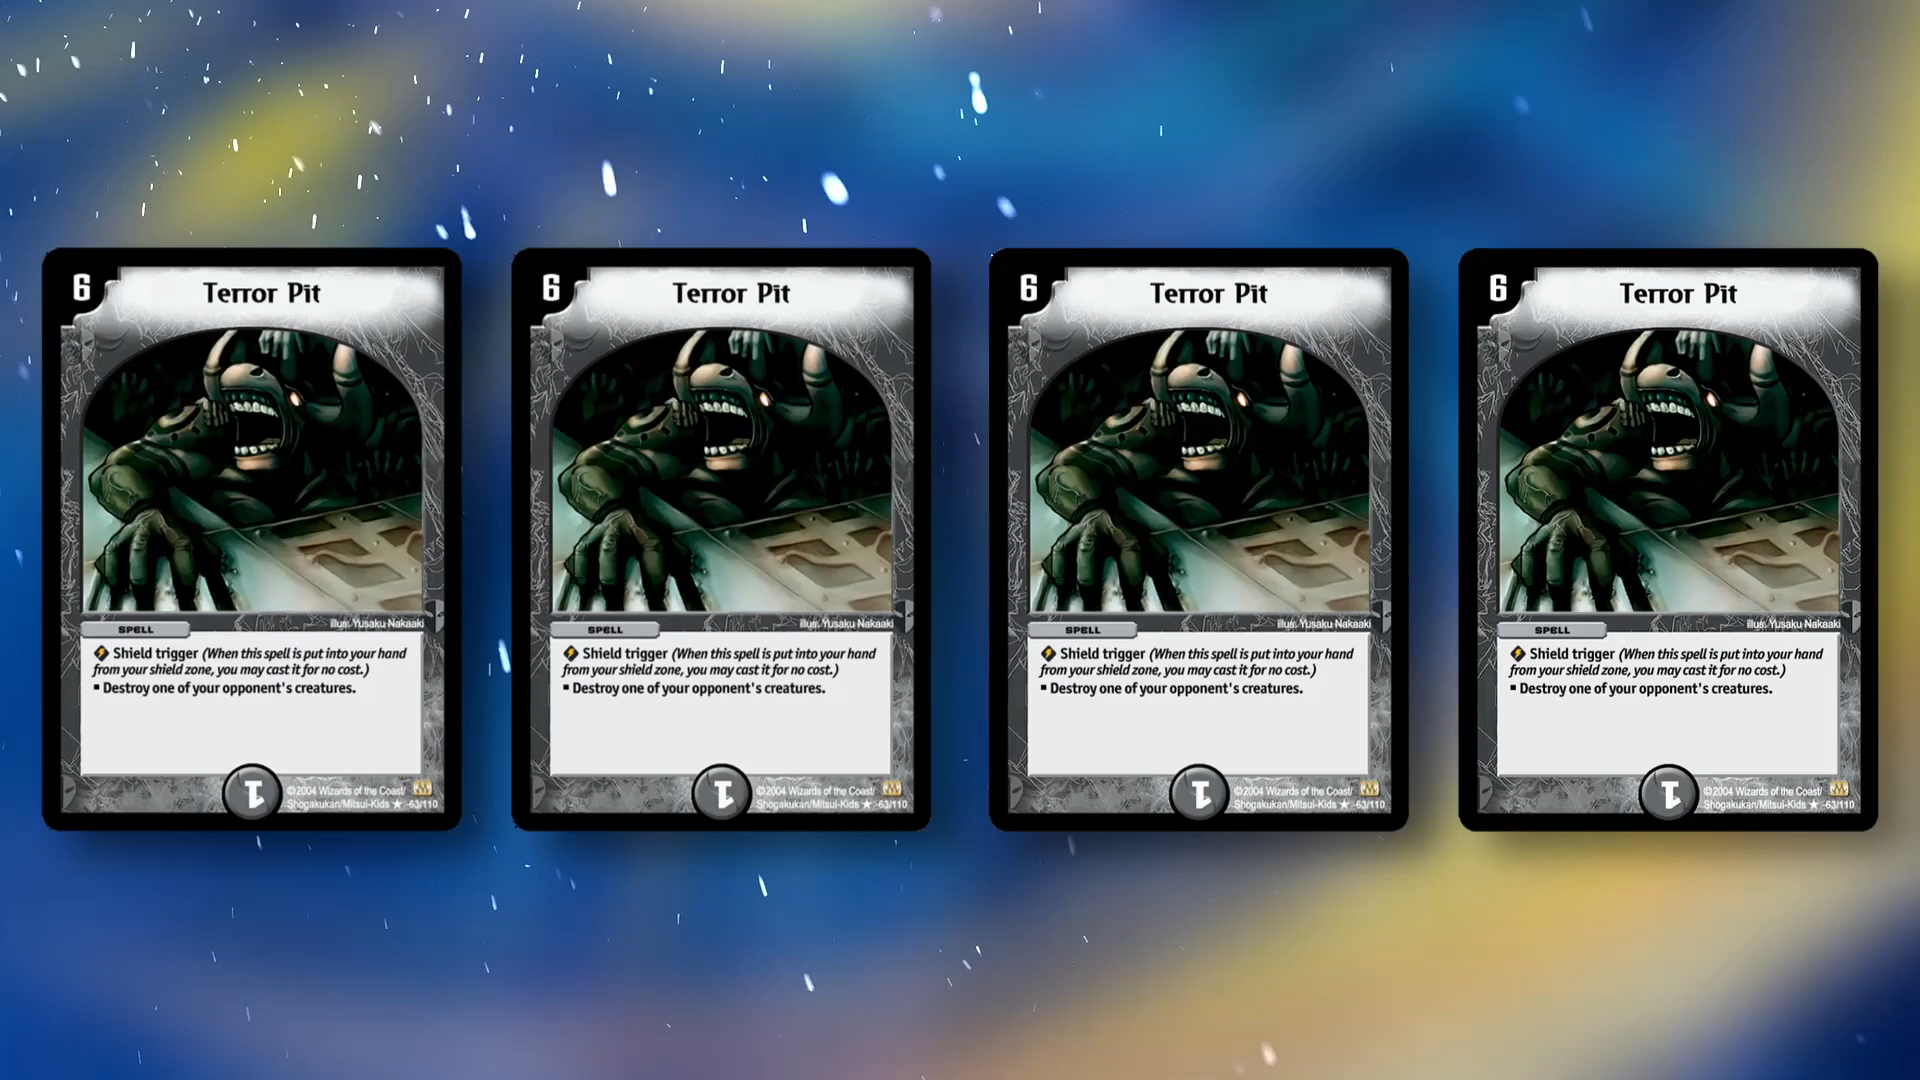 6
Terror Pit
illus. Yusaku Nakaaki
SPELL
Shield trigger (When this spell is put into your hand
from your shield zone, you may cast it for no cost.)
▪ Destroy one of your opponent's creatures.
1
©2004 Wizards of the Coast/
Shogakukan/Mitsui-Kids ★ -63/110
6
Terror Pit
illus. Yusaku Nakaaki
SPELL
Shield trigger (When this spell is put into your hand
from your shield zone, you may cast it for no cost.)
▪ Destroy one of your opponent's creatures.
1
©2004 Wizards of the Coast/
Shogakukan/Mitsui-Kids ★ -63/110
6
Terror Pit
illus. Yusaku Nakaaki
SPELL
Shield trigger (When this spell is put into your hand
from your shield zone, you may cast it for no cost.)
▪ Destroy one of your opponent's creatures.
1
©2004 Wizards of the Coast/
Shogakukan/Mitsui-Kids ★ -63/110
6
Terror Pit
illus. Yusaku Nakaaki
SPELL
Shield trigger (When this spell is put into your hand
from your shield zone, you may cast it for no cost.)
▪ Destroy one of your opponent's creatures.
1
©2004 Wizards of the Coast/
Shogakukan/Mitsui-Kids ★ -63/110